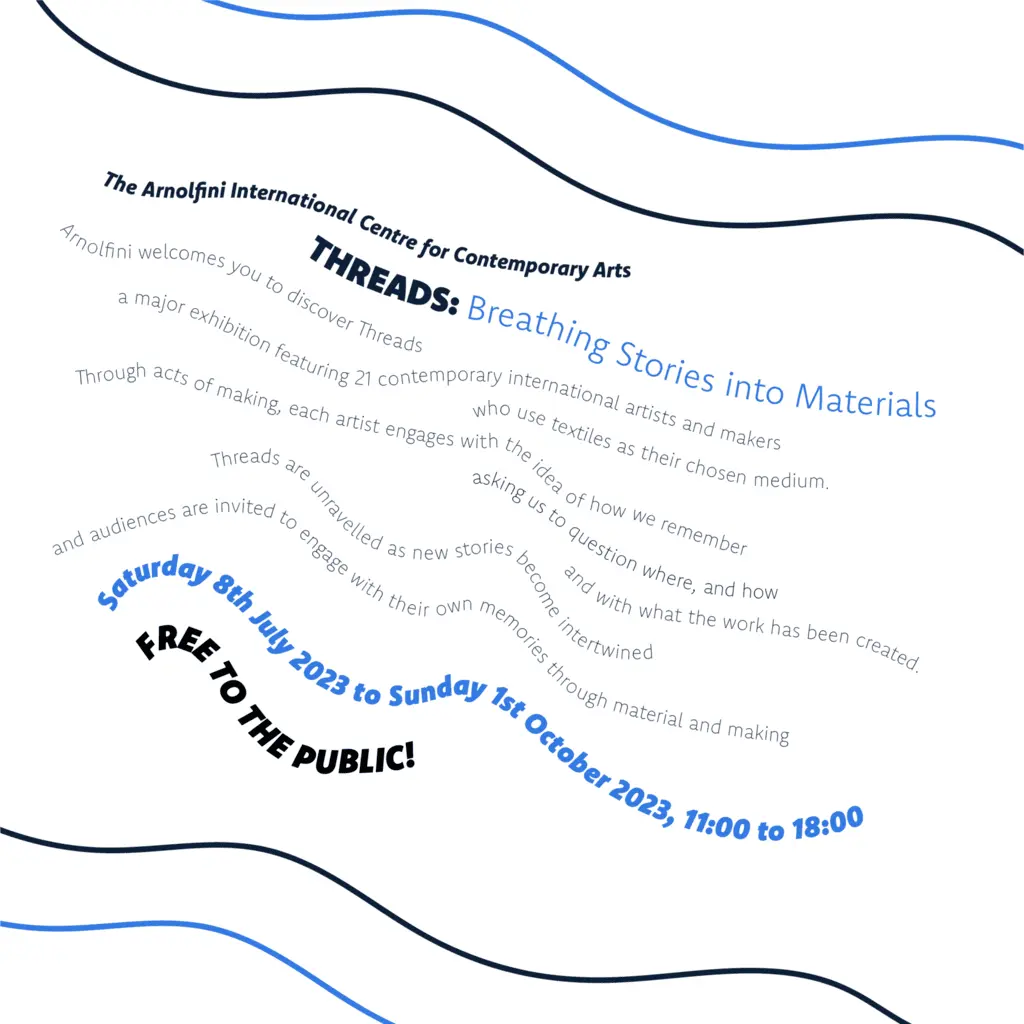 The Arnolfini International Centre for Contemporary Arts
THREADS: Breathing Stories into Materials
Arnolfini welcomes you to discover Threads
a major exhibition featuring 21 contemporary international artists and makers
who use textiles as their chosen medium.
Through acts of making, each artist engages with the idea of how we remember
asking us to question where, and how
and with what the work has been created.
Threads are unravelled as new stories become intertwined
and audiences are invited to engage with their own memories through material and making
Saturday 8th July 2023 to Sunday 1st October 2023, 11:00 to 18:00
FREE TO THE PUBLIC!